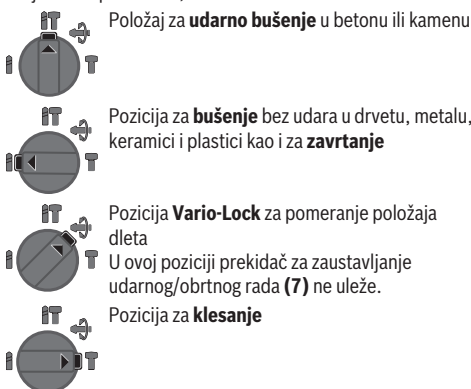 Položaj za udarno bušenje u betonu ili kamenu
Pozicija za bušenje bez udara u drvetu, metalu,
keramici i plastici kao i za zavrtanje
Pozicija Vario-Lock za pomeranje položaja
dleta
U ovoj poziciji prekidač za zaustavljanje
udarnog/obrtnog rada (7) ne uleže.
Pozicija za klesanje